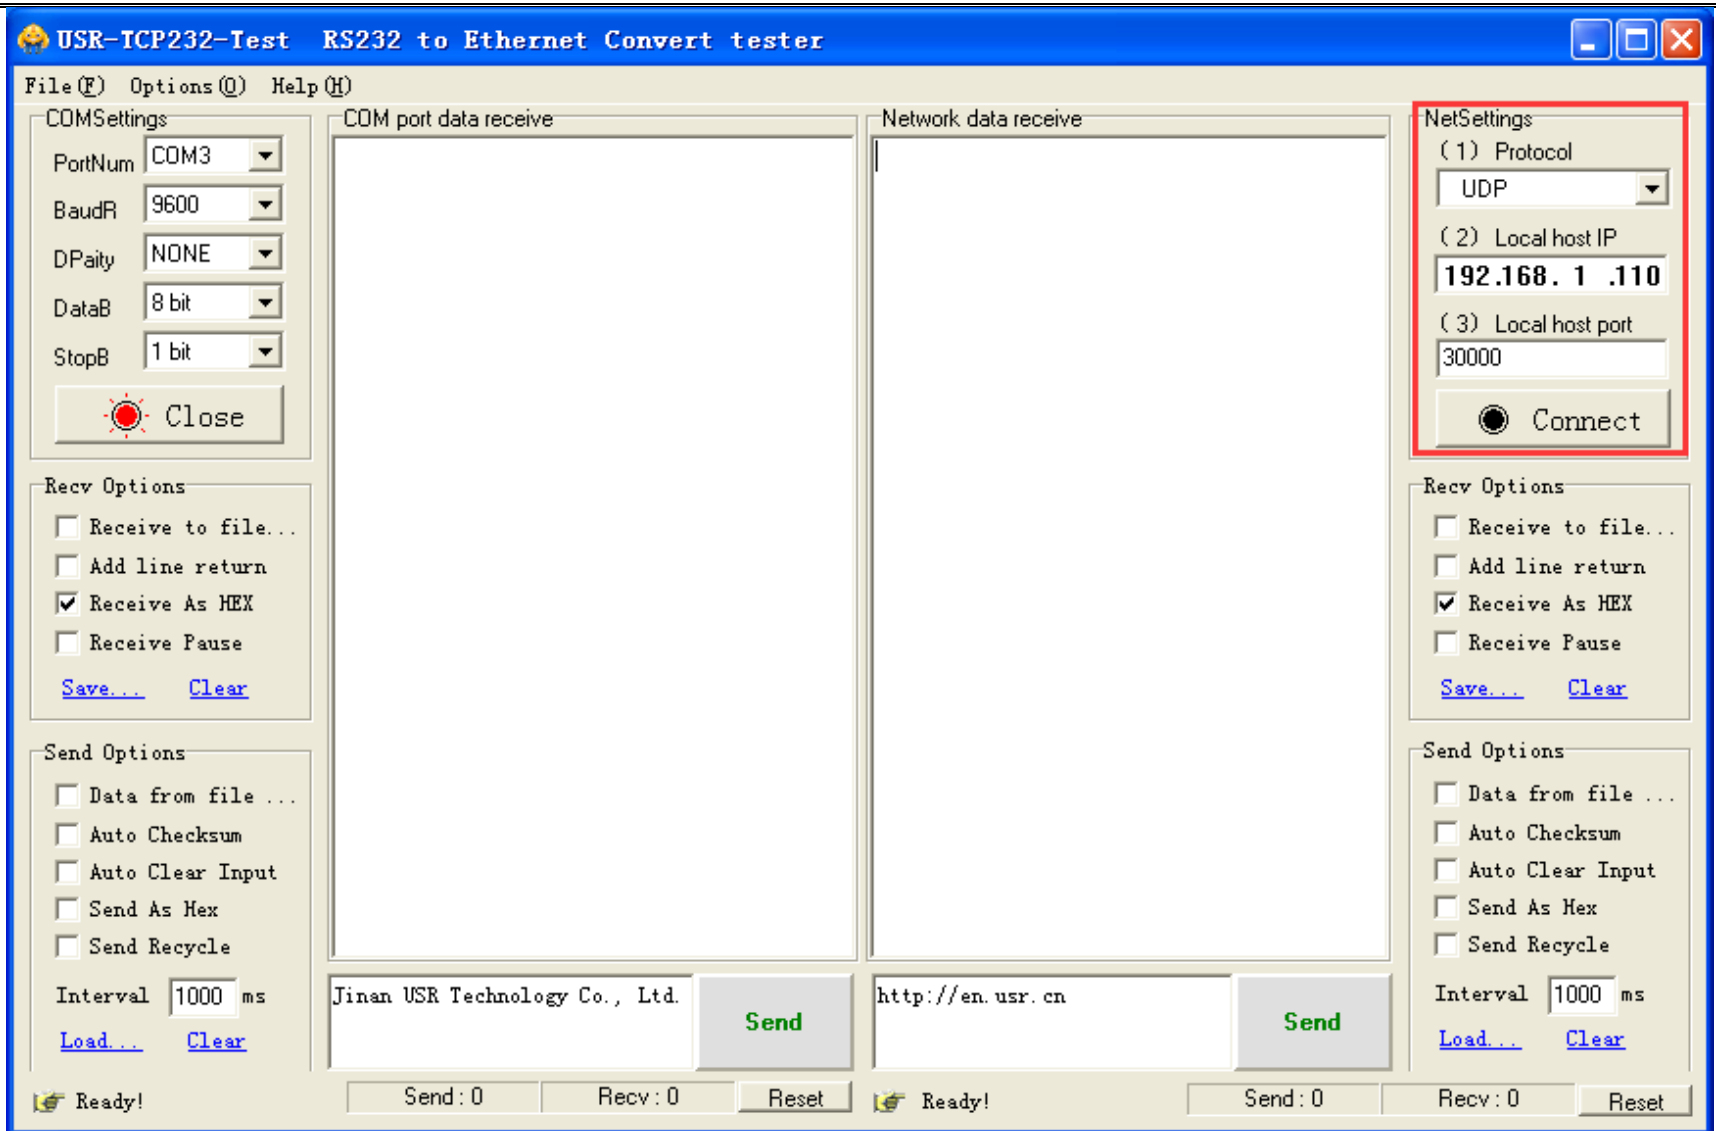 USR-TCP232-Test   RS232 to Ethernet Convert tester
File(F)  Options(O)  Help(H)
COMSettings
PortNum COM3
BaudR 9600
DPaity NONE
DataB 8 bit
StopB 1 bit
Close
Recv Options
Receive to file...
Add line return
Receive As HEX
Receive Pause
Save... Clear
Send Options
Data from file ...
Auto Checksum
Auto Clear Input
Send As Hex
Send Recycle
Interval 1000 ms
Load... Clear
COM port data receive
Jinan USR Technology Co., Ltd.
Send
Network data receive
http://en.usr.cn
Send
NetSettings
(1) Protocol
UDP
(2) Local host IP
192.168. 1 .110
(3) Local host port
30000
Connect
Recv Options
Receive to file...
Add line return
Receive As HEX
Receive Pause
Save... Clear
Send Options
Data from file ...
Auto Checksum
Auto Clear Input
Send As Hex
Send Recycle
Interval 1000 ms
Load... Clear
Ready! Send : 0 Recv : 0 Reset
Ready! Send : 0 Recv : 0 Reset